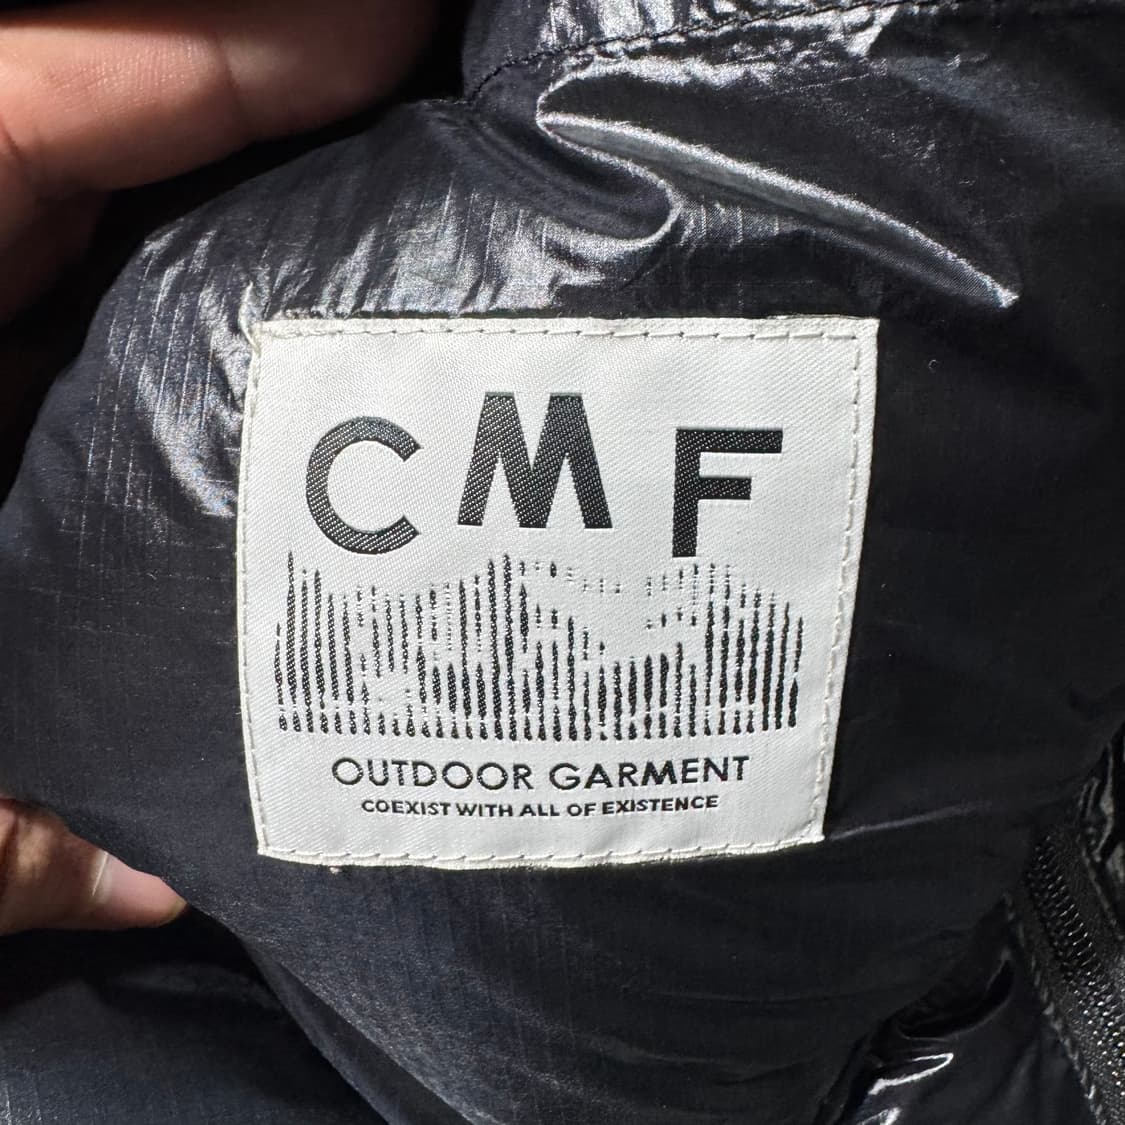 CMF
OUTDOOR GARMENT
COEXIST WITH ALL OF EXISTENCE